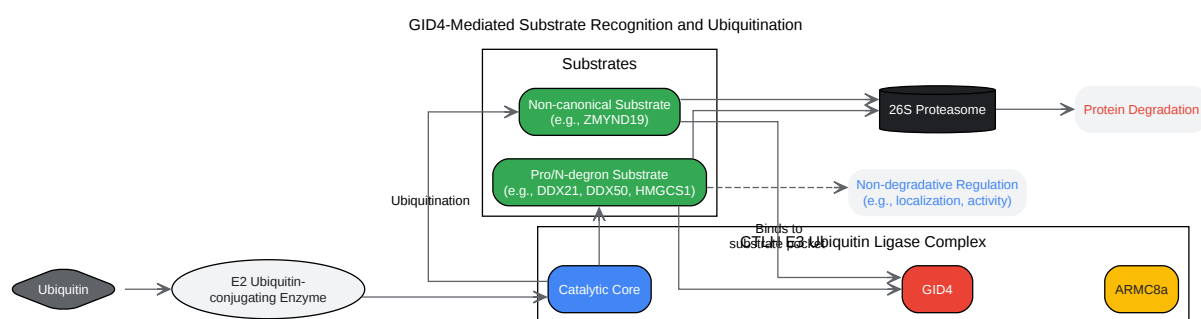 GID4-Mediated Substrate Recognition and Ubiquitination
Substrates
Non-canonical Substrate
(e.g., ZMYND19)
26S Proteasome
Protein Degradation
Pro/N-degron Substrate
(e.g., DDX21, DDX50, HMGCS1)
Non-degradative Regulation
(e.g., localization, activity)
Ubiquitination
Binds to
substrate pocket
CTLH E3 Ubiquitin Ligase Complex
Ubiquitin
E2 Ubiquitin-
conjugating Enzyme
Catalytic Core
GID4
ARMC8a